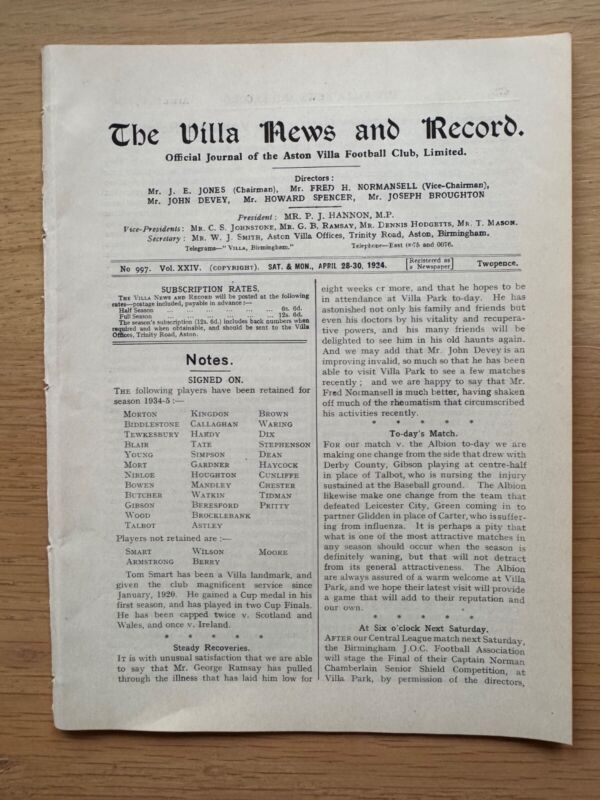 The Villa News and Record.
Official Journal of the Aston Villa Football Club, Limited.
Directors:
Mr. J. E. JONES (Chairman), Mr. FRED H. NORMANSELL (Vice-Chairman),
Mr. JOHN DEVEY, Mr. HOWARD SPENCER, Mr. JOSEPH BROUGHTON
President: MR. P. J. HANNON, M.P.
Vice-Presidents: Mr. C. S. JOHNSTONE, Mr. G. B. RAMSAY, Mr. DENNIS HODGETTS, Mr. T. MASON.
Secretary: Mr. W. J. SMITH, Aston Villa Offices, Trinity Road, Aston, Birmingham.
Telegrams—"VILLA, Birmingham." Telephone—East 0075 and 0076.
No 997. Vol. XXIV. (COPYRIGHT). SAT. & MON., APRIL 28-30, 1934. [Registered as a Newspaper] Twopence.
SUBSCRIPTION RATES.
THE VILLA NEWS AND RECORD will be posted at the following
rates—postage included, payable in advance:—
Half Season ... ... ... ... ... 6s. 6d.
Full Season ... ... ... ... ... 12s. 6d.
The season's subscription (12s. 6d.) includes back numbers when
required and when obtainable, and should be sent to the Villa
Offices, Trinity Road, Aston.
Notes.
SIGNED ON.
THE following players have been retained for
season 1934-5:—
MORTON KINGDON BROWN
BIDDLESTONE CALLAGHAN WARING
TEWKESBURY HARDY DIX
BLAIR TATE STEPHENSON
YOUNG SIMPSON DEAN
MORT GARDNER HAYCOCK
NIBLOE HOUGHTON CUNLIFFE
BOWEN MANDLEY CHESTER
BUTCHER WATKIN TIDMAN
GIBSON BERESFORD PRITTY
WOOD BROCKLEBANK
TALBOT ASTLEY
Players not retained are:—
SMART WILSON MOORE
ARMSTRONG BERRY
Tom Smart has been a Villa landmark, and
given the club magnificent service since
January, 1920. He gained a Cup medal in his
first season, and has played in two Cup Finals.
He has been capped twice v. Scotland and
Wales, and once v. Ireland.
* * * * *
Steady Recoveries.
IT is with unusual satisfaction that we are able
to say that Mr. George Ramsay has pulled
through the illness that has laid him low for
eight weeks or more, and that he hopes to be
in attendance at Villa Park to-day. He has
astonished not only his family and friends but
even his doctors by his vitality and recupera-
tive powers, and his many friends will be
delighted to see him in his old haunts again.
And we may add that Mr. John Devey is an
improving invalid, so much so that he has been
able to visit Villa Park to see a few matches
recently; and we are happy to say that Mr.
Fred Normansell is much better, having shaken
off much of the rheumatism that circumscribed
his activities recently.
* * * * *
To-day's Match.
FOR our match v. the Albion to-day we are
making one change from the side that drew with
Derby County, Gibson playing at centre-half
in place of Talbot, who is nursing the injury
sustained at the Baseball ground. The Albion
likewise make one change from the team that
defeated Leicester City, Green coming in to
partner Glidden in place of Carter, who is suffer-
ing from influenza. It is perhaps a pity that
what is one of the most attractive matches in
any season should occur when the season is
definitely waning, but that will not detract
from its general attractiveness. The Albion
are always assured of a warm welcome at Villa
Park, and we hope their latest visit will provide
a game that will add to their reputation and
our own.
* * * * *
At Six o'clock Next Saturday.
AFTER our Central League match next Saturday,
the Birmingham J.O.C. Football Association
will stage the Final of their Captain Norman
Chamberlain Senior Shield Competition, at
Villa Park, by permission of the directors,